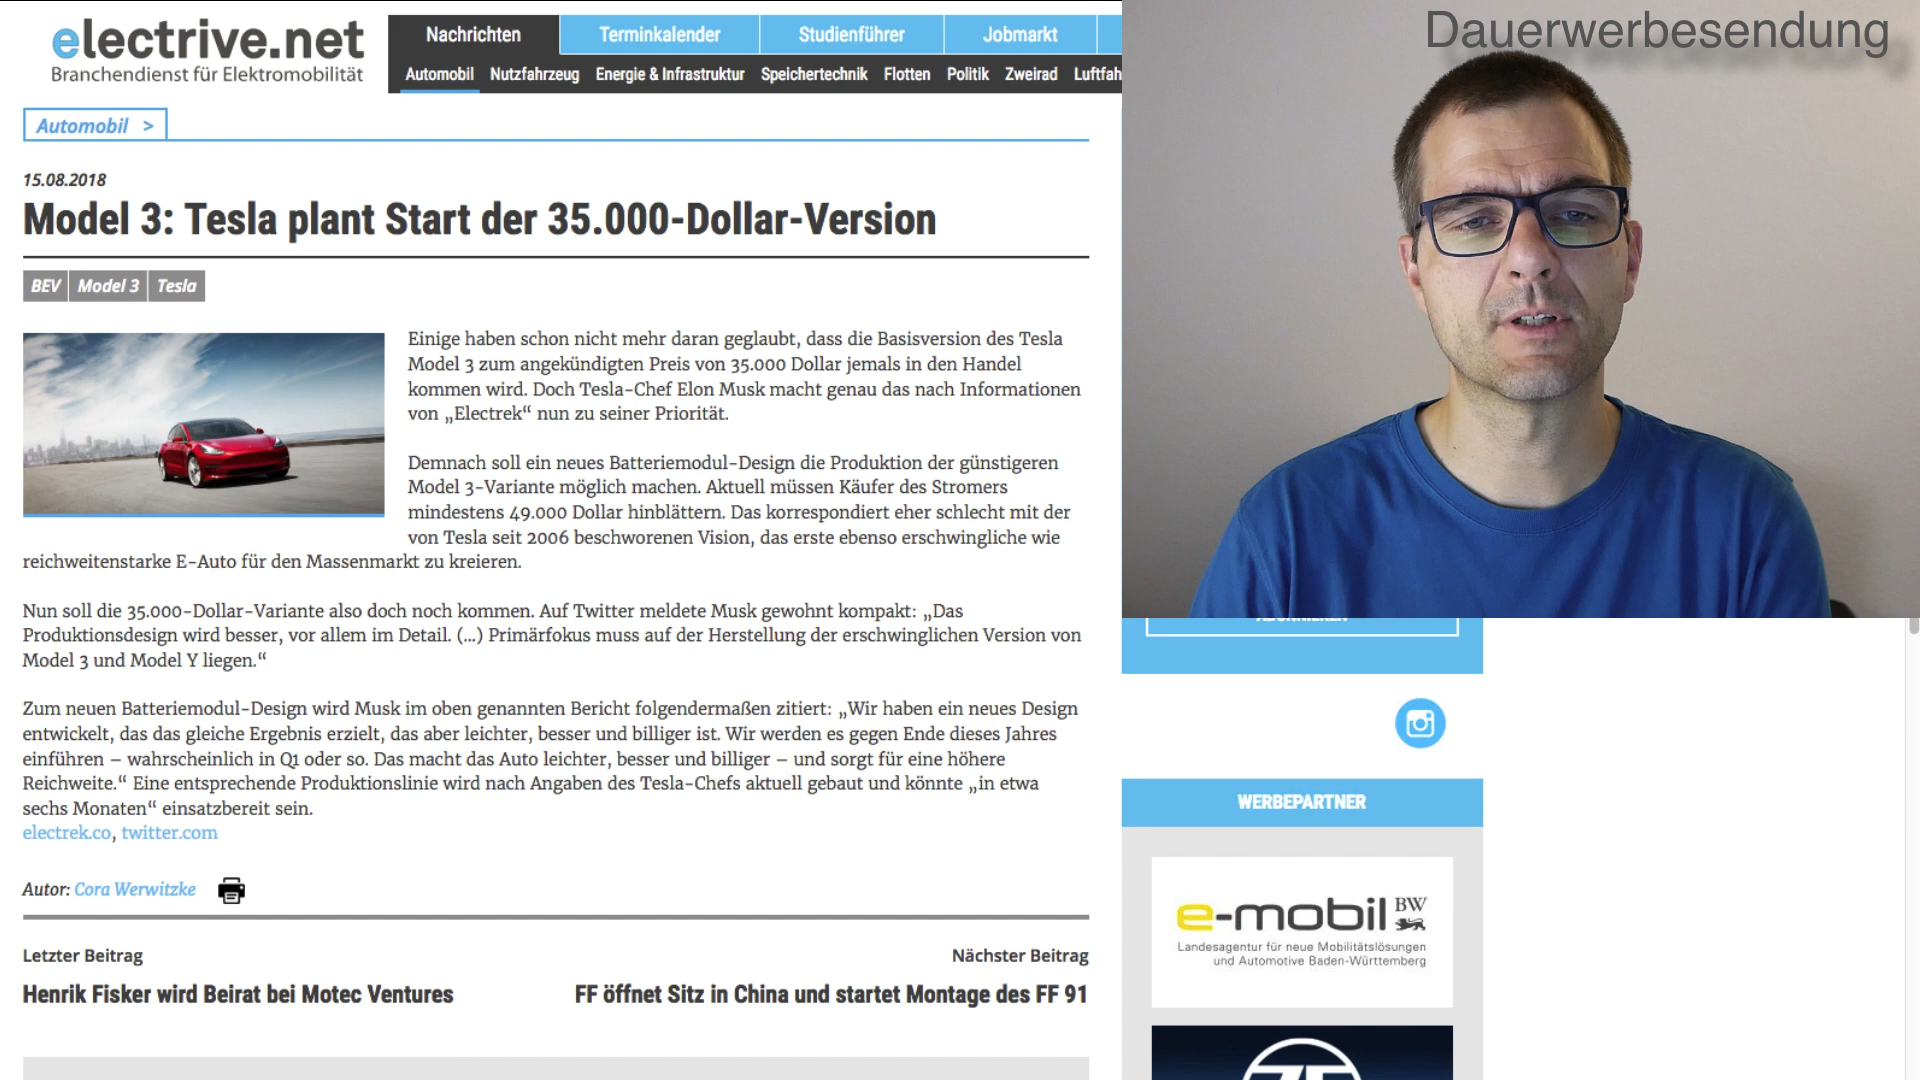 electrive.net
Branchendienst für Elektromobilität
Nachrichten
Terminkalender
Studienführer
Jobmarkt
Automobil
Nutzfahrzeug
Energie & Infrastruktur
Speichertechnik
Flotten
Politik
Zweirad
Luftfah
Dauerwerbesendung
Automobil >
15.08.2018
Model 3: Tesla plant Start der 35.000-Dollar-Version
BEV
Model 3
Tesla
Einige haben schon nicht mehr daran geglaubt, dass die Basisversion des Tesla
Model 3 zum angekündigten Preis von 35.000 Dollar jemals in den Handel
kommen wird. Doch Tesla-Chef Elon Musk macht genau das nach Informationen
von „Electrek“ nun zu seiner Priorität.
Demnach soll ein neues Batteriemodul-Design die Produktion der günstigeren
Model 3-Variante möglich machen. Aktuell müssen Käufer des Stromers
mindestens 49.000 Dollar hinblättern. Das korrespondiert eher schlecht mit der
von Tesla seit 2006 beschworenen Vision, das erste ebenso erschwingliche wie
reichweitenstarke E-Auto für den Massenmarkt zu kreieren.
Nun soll die 35.000-Dollar-Variante also doch noch kommen. Auf Twitter meldete Musk gewohnt kompakt: „Das
Produktionsdesign wird besser, vor allem im Detail. (…) Primärfokus muss auf der Herstellung der erschwinglichen Version von
Model 3 und Model Y liegen.“
Zum neuen Batteriemodul-Design wird Musk im oben genannten Bericht folgendermaßen zitiert: „Wir haben ein neues Design
entwickelt, das das gleiche Ergebnis erzielt, das aber leichter, besser und billiger ist. Wir werden es gegen Ende dieses Jahres
einführen – wahrscheinlich in Q1 oder so. Das macht das Auto leichter, besser und billiger – und sorgt für eine höhere
Reichweite.“ Eine entsprechende Produktionslinie wird nach Angaben des Tesla-Chefs aktuell gebaut und könnte „in etwa
sechs Monaten“ einsatzbereit sein.
electrek.co, twitter.com
Autor: Cora Werwitzke
Letzter Beitrag
Nächster Beitrag
Henrik Fisker wird Beirat bei Motec Ventures
FF öffnet Sitz in China und startet Montage des FF 91
WERBEPARTNER
e-mobil BW
Landesagentur für neue Mobilitätslösungen
und Automotive Baden-Württemberg